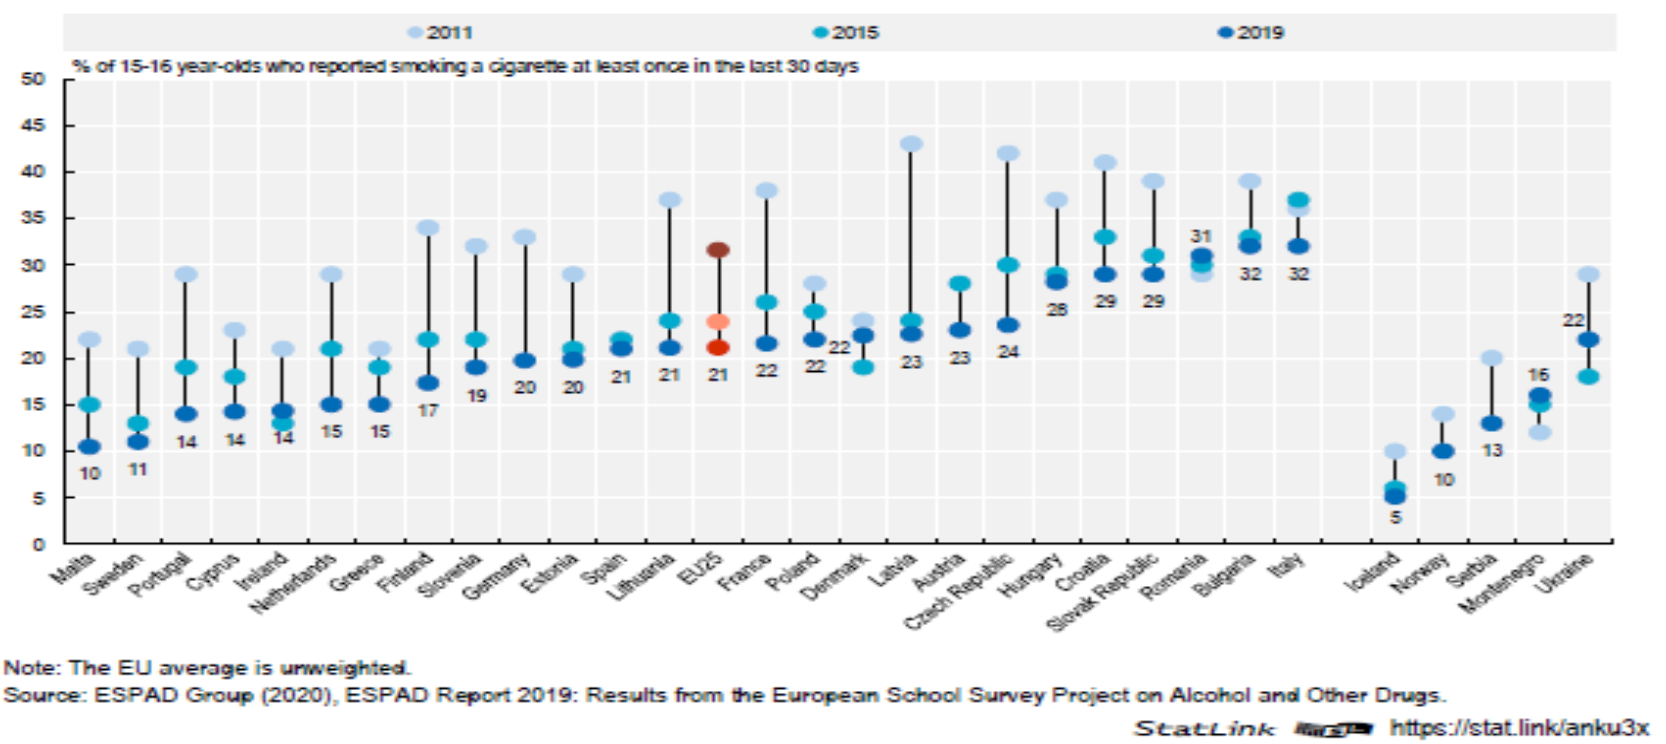 2011 2015 2019
% of 15-16 year-olds who reported smoking a cigarette at least once in the last 30 days
50
45
40
35
30
25
20
15
10
5
0
10 11 14 14 14 15 15 17 19 20 20 21 21 21 22 22 22 23 23 24 28 29 29 31 32 32 5 10 13 16 22
Malta Sweden Portugal Cyprus Ireland Netherlands Greece Finland Slovenia Germany Estonia Spain Lithuania EU25 France Poland Denmark Latvia Austria Czech Republic Hungary Croatia Slovak Republic Romania Bulgaria Italy Iceland Norway Serbia Montenegro Ukraine
Note: The EU average is unweighted.
Source: ESPAD Group (2020), ESPAD Report 2019: Results from the European School Survey Project on Alcohol and Other Drugs.
StatLink https://stat.link/anku3x